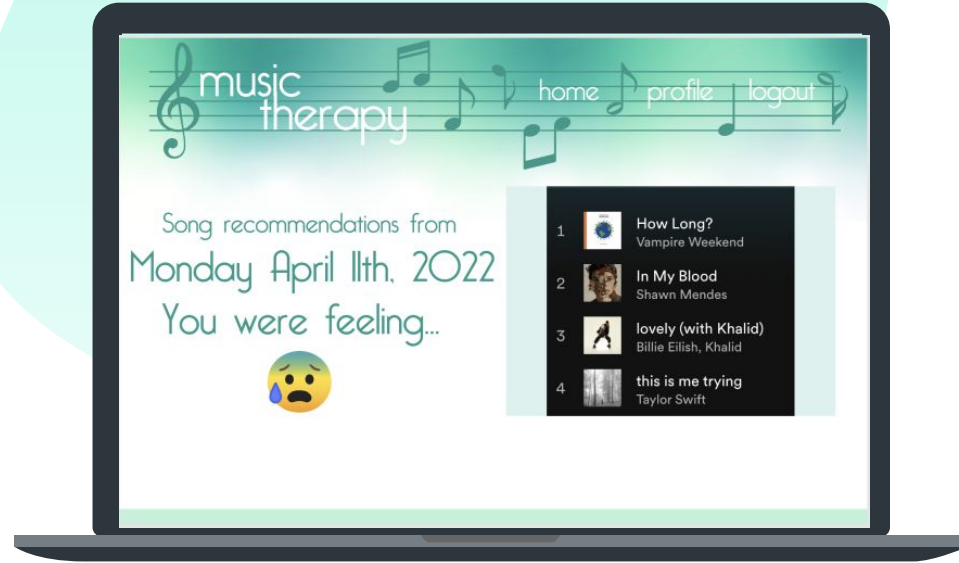 music
therapy
home profile logout
Song recommendations from
Monday April 11th, 2022
You were feeling...
1 How Long?
Vampire Weekend
2 In My Blood
Shawn Mendes
3 lovely (with Khalid)
Billie Eilish, Khalid
4 this is me trying
Taylor Swift